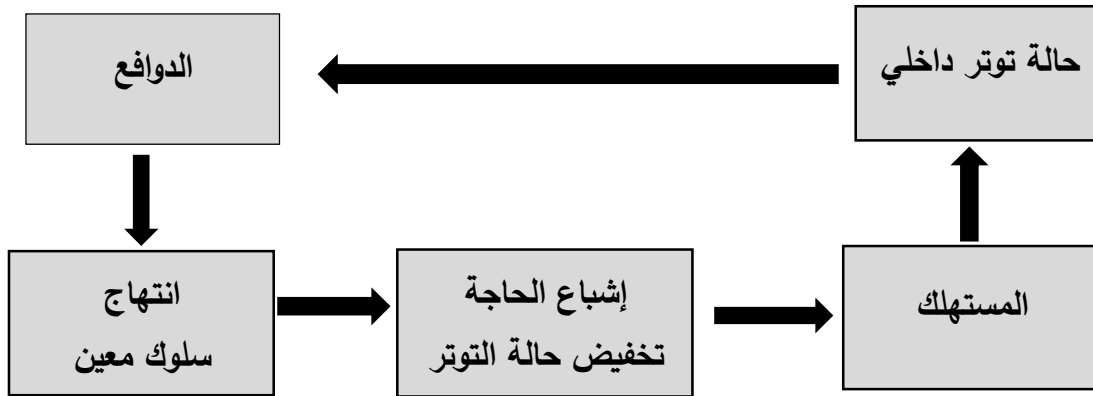 حالة توتر داخلي
الدوافع
انتهاج
سلوك معين
إشباع الحاجة
تخفيض حالة التوتر
المستهلك